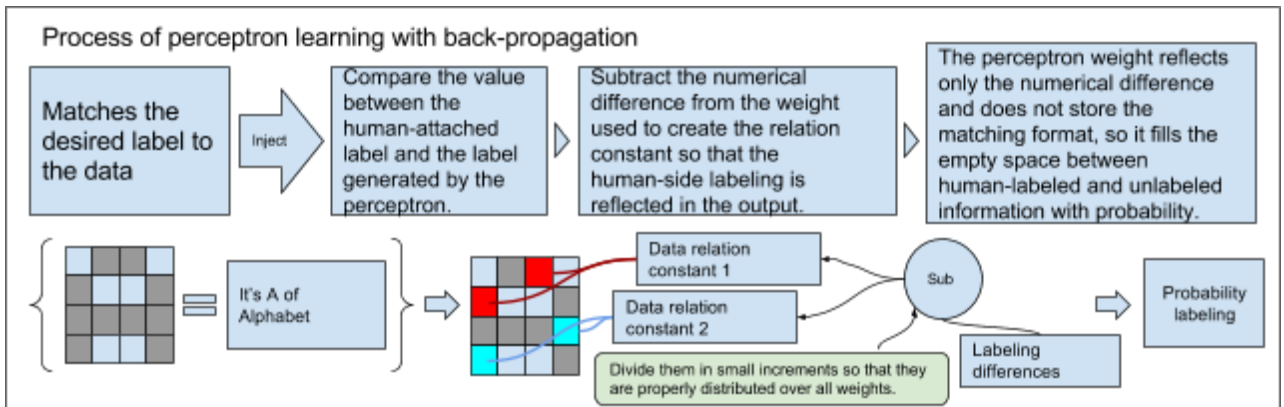 Process of perceptron learning with back-propagation
Matches the
desired label to
the data
Inject
Compare the value
between the
human-attached
label and the label
generated by the
perceptron.
Subtract the numerical
difference from the weight
used to create the relation
constant so that the
human-side labeling is
reflected in the output.
The perceptron weight reflects
only the numerical difference
and does not store the
matching format, so it fills the
empty space between
human-labeled and unlabeled
information with probability.
It's A of
Alphabet
Data relation
constant 1
Data relation
constant 2
Sub
Divide them in small increments so that they
are properly distributed over all weights.
Labeling
differences
Probability
labeling